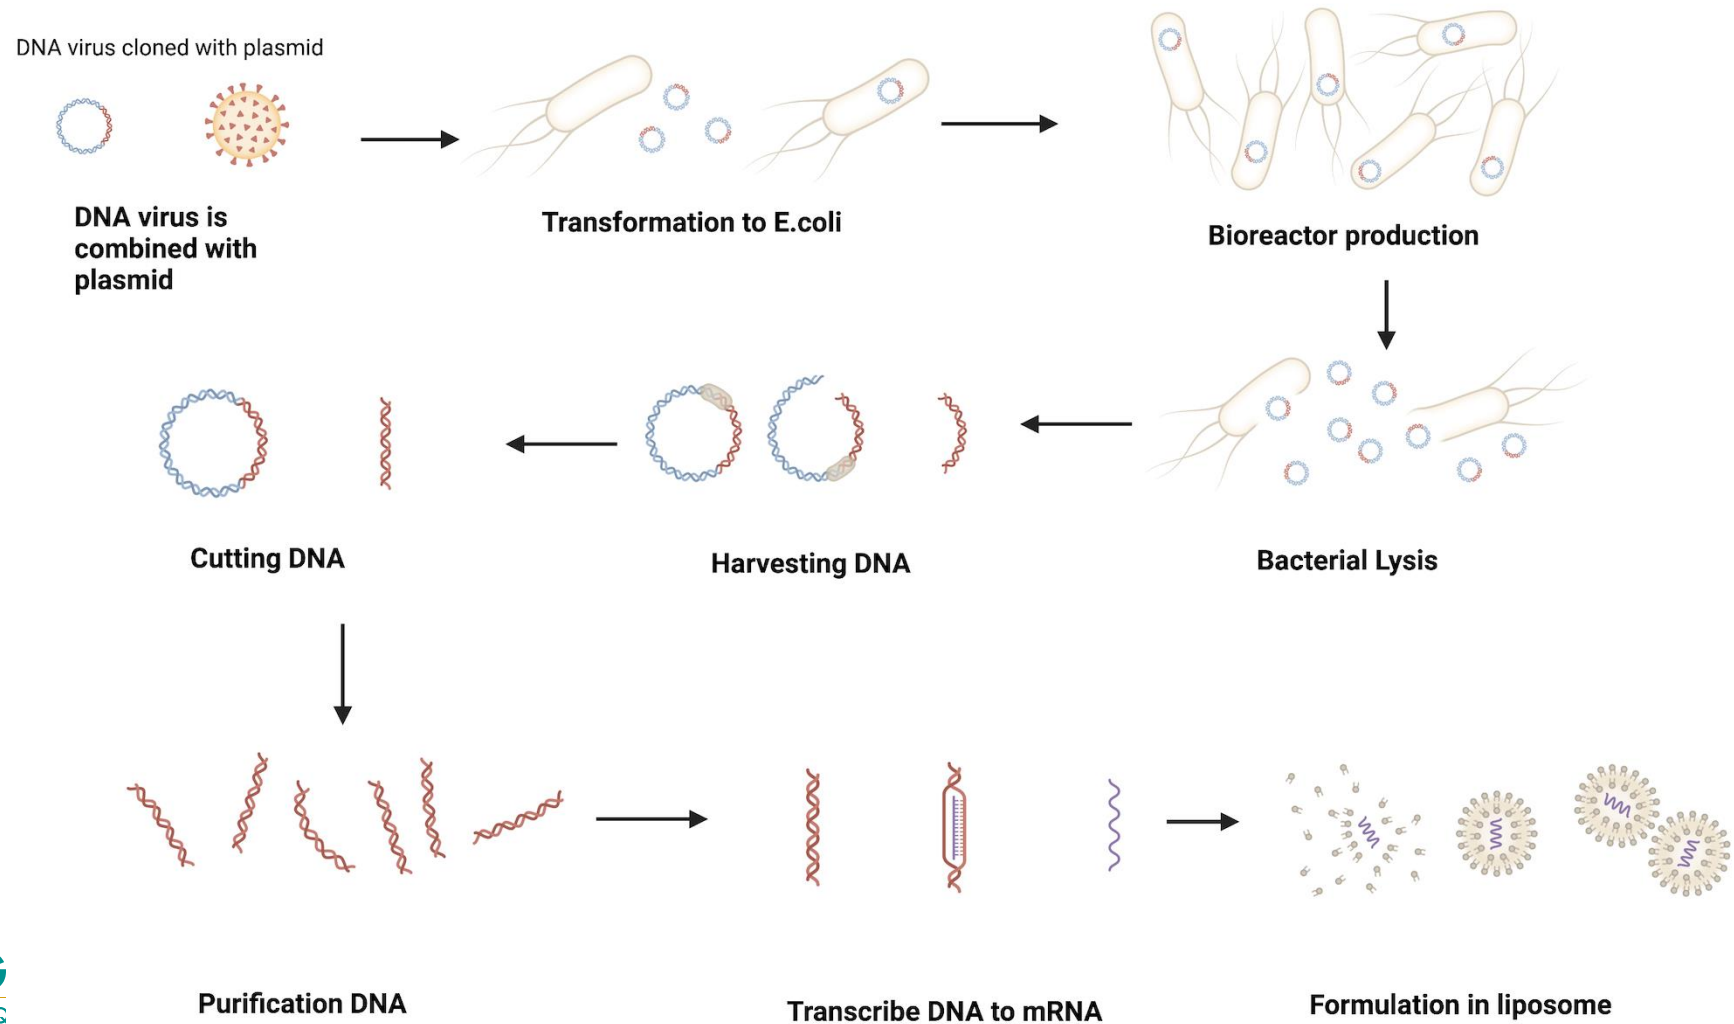 DNA virus cloned with plasmid
DNA virus is
combined with
plasmid
Transformation to E.coli
Bioreactor production
Cutting DNA
Harvesting DNA
Bacterial Lysis
Purification DNA
Transcribe DNA to mRNA
Formulation in liposome